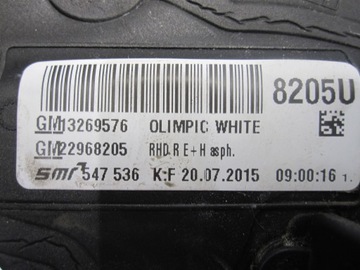 8205U
GM 13269576 OLIMPIC WHITE
GM 22968205 RHD R E+H asph.
smr 547 536 K:F 20.07.2015 09:00:16 1.